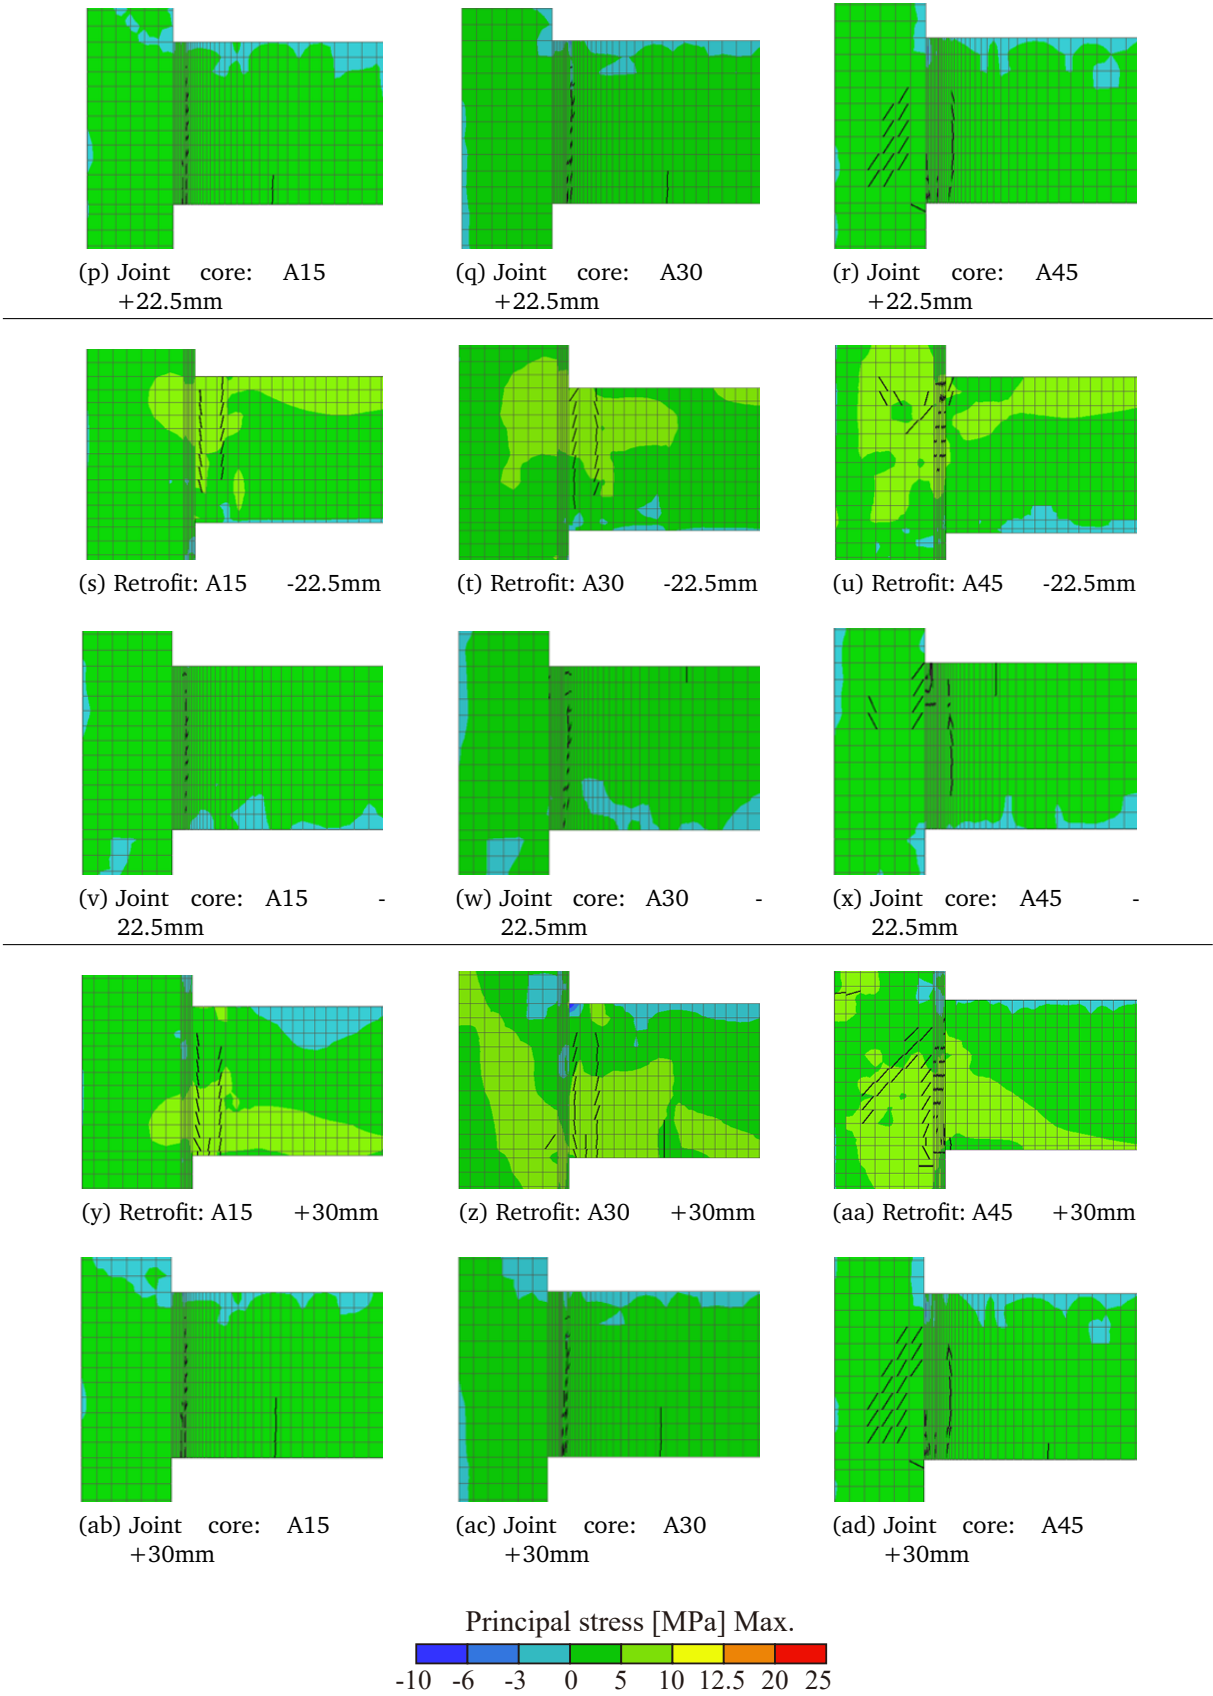 (p) Joint core: A15
+22.5mm
(q) Joint core: A30
+22.5mm
(r) Joint core: A45
+22.5mm
(s) Retrofit: A15 -22.5mm
(t) Retrofit: A30 -22.5mm
(u) Retrofit: A45 -22.5mm
(v) Joint core: A15 -
22.5mm
(w) Joint core: A30 -
22.5mm
(x) Joint core: A45 -
22.5mm
(y) Retrofit: A15 +30mm
(z) Retrofit: A30 +30mm
(aa) Retrofit: A45 +30mm
(ab) Joint core: A15
+30mm
(ac) Joint core: A30
+30mm
(ad) Joint core: A45
+30mm
Principal stress [MPa] Max.
-10 -6 -3 0 5 10 12.5 20 25